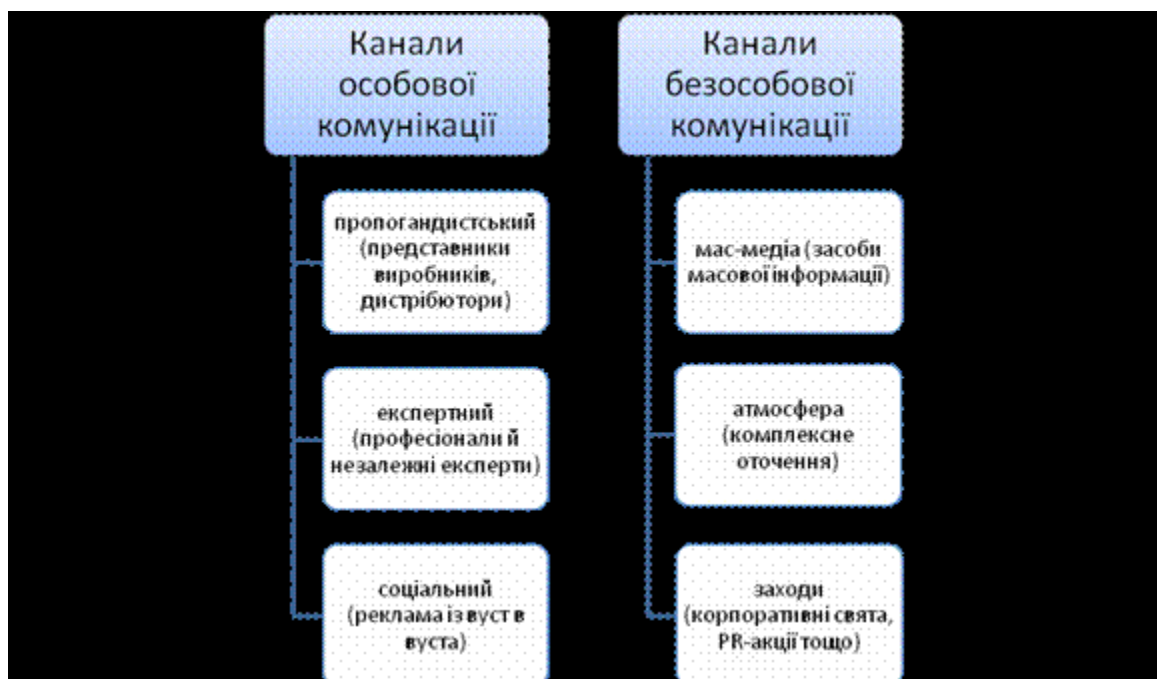 Канали
особової
комунікації
пропогандистський
(представники
виробників,
дистрібютори)
експертний
(професіонали й
незалежні експерти)
соціальний
(реклама із вуст в
вуста)
Канали
безособової
комунікації
мас-медіа (засоби
масової інформації)
атмосфера
(комплексне
оточення)
заходи
(корпоративні свята,
PR-акції тощо)